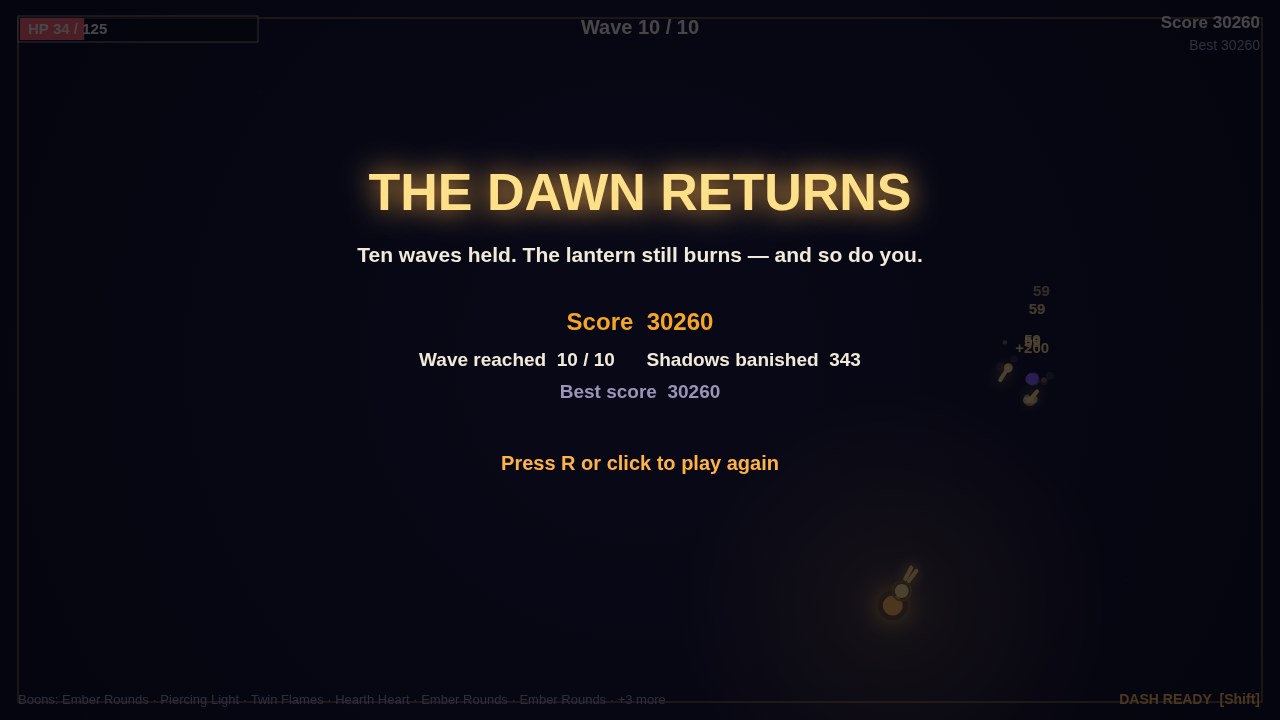 HP 34 / 125
Wave 10 / 10
Score 30260
Best 30260
THE DAWN RETURNS
Ten waves held. The lantern still burns — and so do you.
59
59
+200
Score 30260
Wave reached 10 / 10 Shadows banished 343
Best score 30260
Press R or click to play again
Boons: Ember Rounds · Piercing Light · Twin Flames · Hearth Heart · Ember Rounds · Ember Rounds · +3 more
DASH READY [Shift]